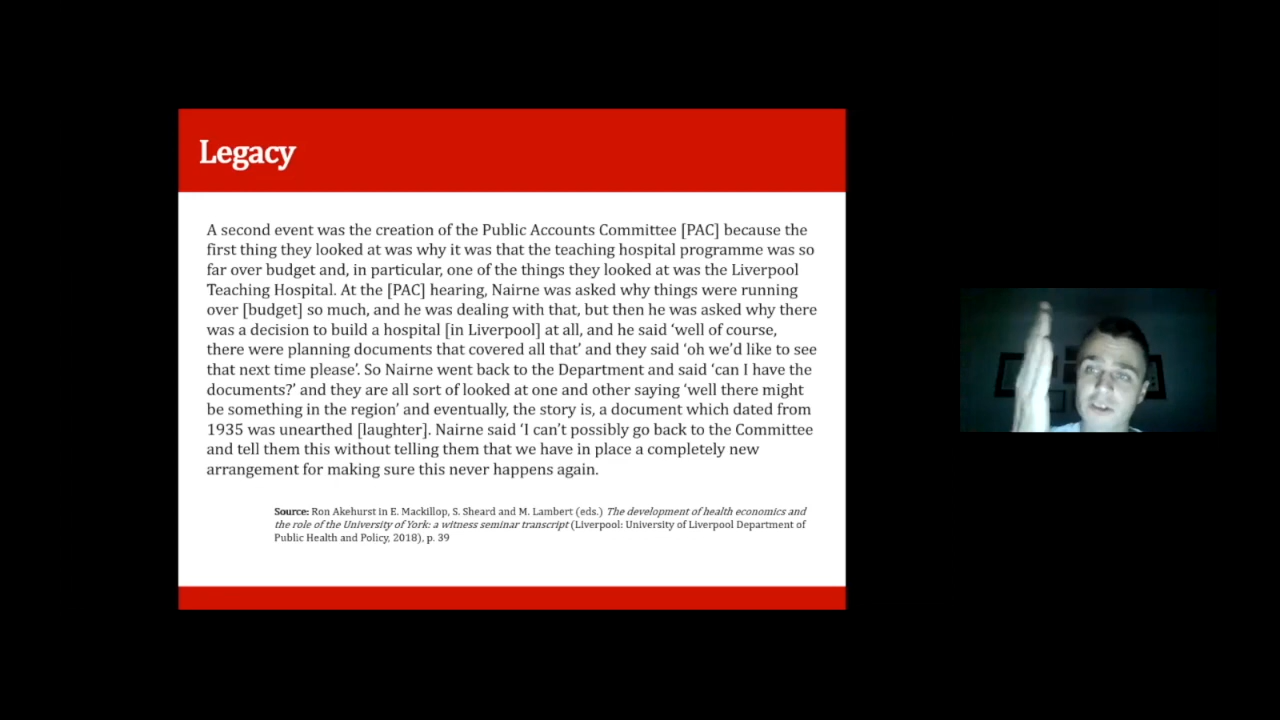 Legacy
A second event was the creation of the Public Accounts Committee [PAC] because the
first thing they looked at was why it was that the teaching hospital programme was so
far over budget and, in particular, one of the things they looked at was the Liverpool
Teaching Hospital. At the [PAC] hearing, Nairne was asked why things were running
over [budget] so much, and he was dealing with that, but then he was asked why there
was a decision to build a hospital [in Liverpool] at all, and he said ‘well of course,
there were planning documents that covered all that’ and they said ‘oh we’d like to see
that next time please’. So Nairne went back to the Department and said ‘can I have the
documents?’ and they are all sort of looked at one and other saying ‘well there might
be something in the region’ and eventually, the story is, a document which dated from
1935 was unearthed [laughter]. Nairne said ‘I can’t possibly go back to the Committee
and tell them this without telling them that we have in place a completely new
arrangement for making sure this never happens again.
Source: Ron Akehurst in E. Mackillop, S. Sheard and M. Lambert (eds.) The development of health economics and
the role of the University of York: a witness seminar transcript (Liverpool: University of Liverpool Department of
Public Health and Policy, 2018), p. 39